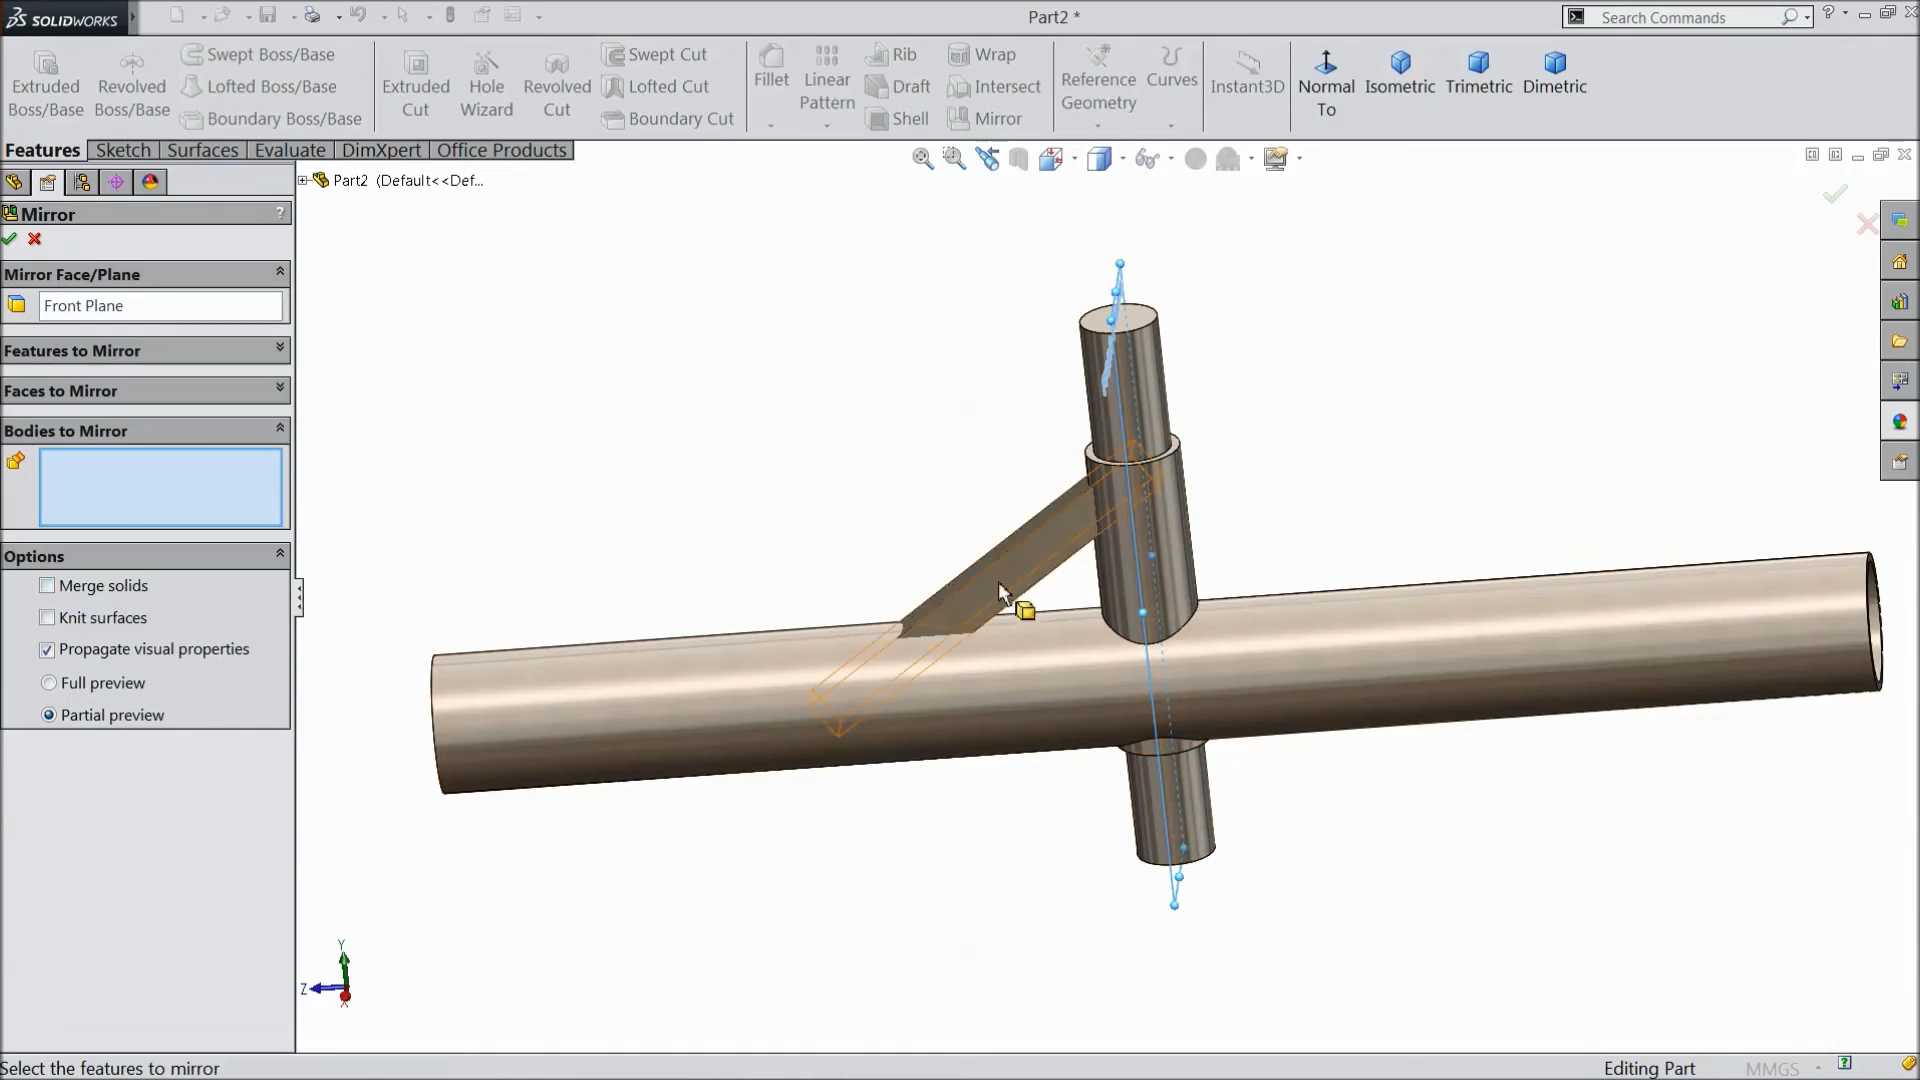 SOLIDWORKS
Part2 *
Search Commands
Extruded Boss/Base
Revolved Boss/Base
Swept Boss/Base
Lofted Boss/Base
Boundary Boss/Base
Extruded Cut
Hole Wizard
Revolved Cut
Swept Cut
Lofted Cut
Boundary Cut
Fillet
Linear Pattern
Rib
Draft
Shell
Wrap
Intersect
Mirror
Reference Geometry
Curves
Instant3D
Normal To
Isometric
Trimetric
Dimetric
Features
Sketch
Surfaces
Evaluate
DimXpert
Office Products
Part2 (Default<<Def...
Mirror
?
Mirror Face/Plane
Front Plane
Features to Mirror
Faces to Mirror
Bodies to Mirror
Options
Merge solids
Knit surfaces
Propagate visual properties
Full preview
Partial preview
Y
Z
X
Select the features to mirror
Editing Part
MMGS